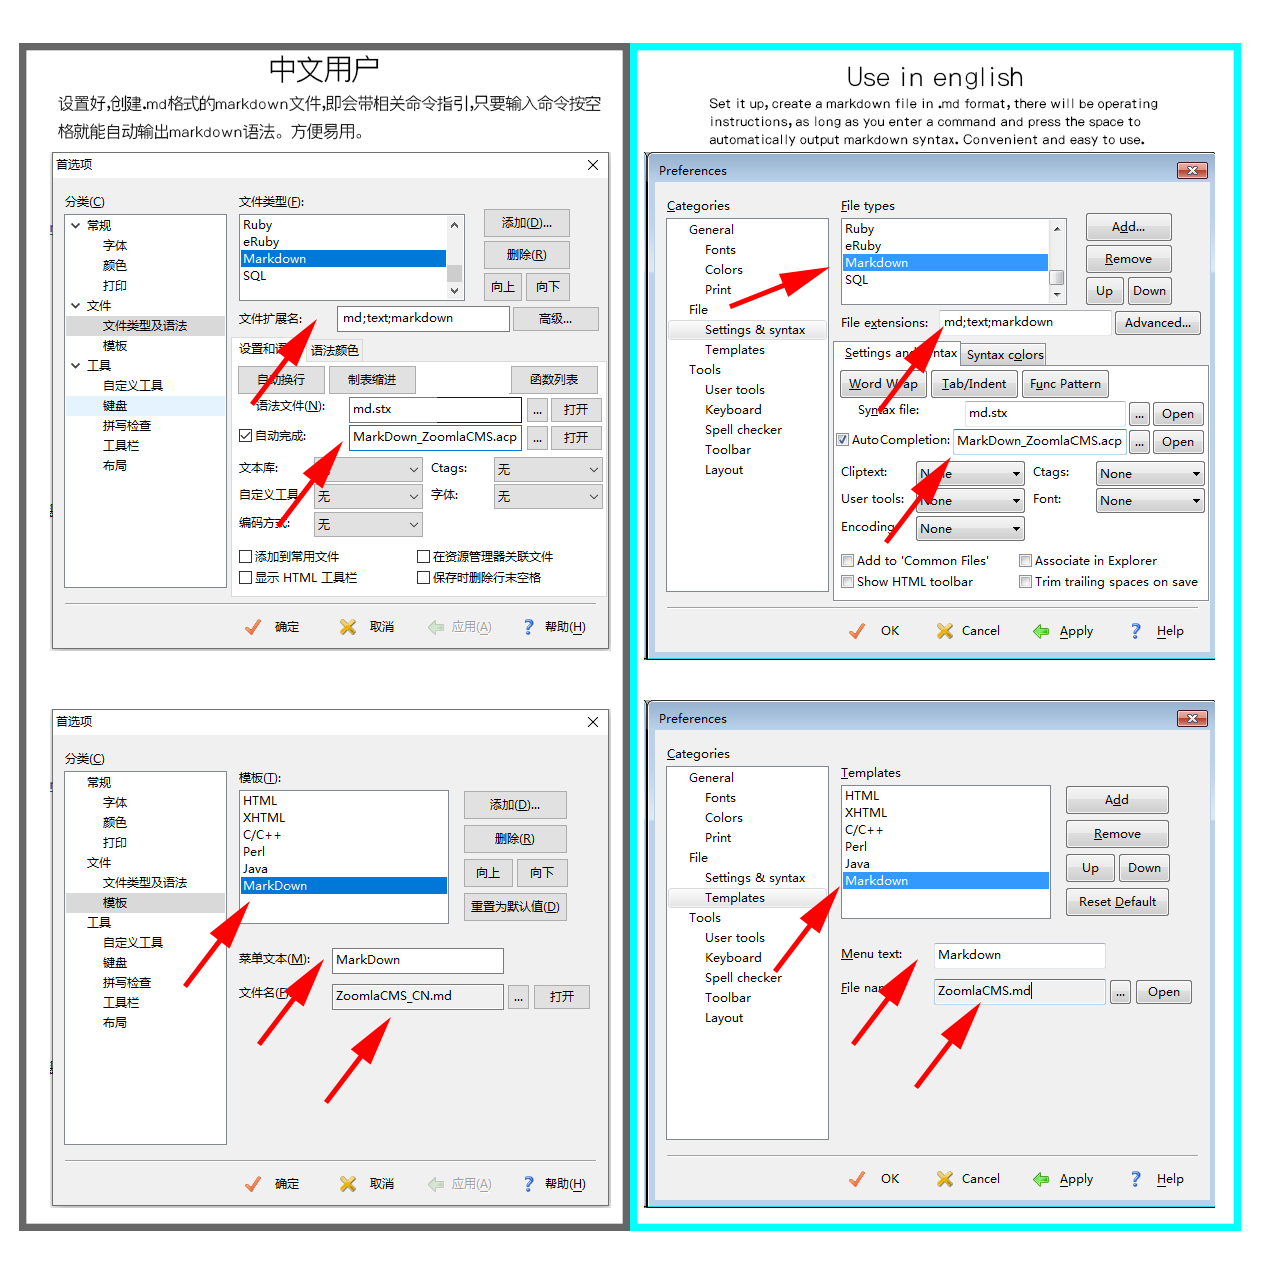 中文用户
设置好,创建.md格式的markdown文件,即会带相关命令指引,只要输入命令按空
格就能自动输出markdown语法。方便易用。
首选项
分类(C)
常规
字体
颜色
打印
文件
文件类型及语法
模板
工具
自定义工具
键盘
拼写检查
工具栏
布局
文件类型(F):
Ruby
eRuby
Markdown
SQL
添加(D)...
删除(R)
向上
向下
文件扩展名:
md;text;markdown
高级...
设置和语
语法颜色
自动换行
制表缩进
函数列表
语法文件(N):
md.stx
...
打开
自动完成:
MarkDown_ZoomlaCMS.acp
...
打开
文本库:
Ctags:
无
自定义工具
无
字体:
无
编码方式:
无
添加到常用文件
在资源管理器关联文件
显示 HTML 工具栏
保存时删除行末空格
确定
取消
应用(A)
帮助(H)
首选项
分类(C)
常规
字体
颜色
打印
文件
文件类型及语法
模板
工具
自定义工具
键盘
拼写检查
工具栏
布局
模板(T):
HTML
XHTML
C/C++
Perl
Java
MarkDown
添加(D)...
删除(R)
向上
向下
重置为默认值(D)
菜单文本(M):
MarkDown
文件名(F
ZoomlaCMS_CN.md
...
打开
确定
取消
应用(A)
帮助(H)
Use in english
Set it up, create a markdown file in .md format, there will be operating
instructions, as long as you enter a command and press the space to
automatically output markdown syntax. Convenient and easy to use.
Preferences
Categories
General
Fonts
Colors
Print
File
Settings & syntax
Templates
Tools
User tools
Keyboard
Spell checker
Toolbar
Layout
File types
Ruby
eRuby
Markdown
SQL
Add...
Remove
Up
Down
File extensions:
md;text;markdown
Advanced...
Settings and syntax
Syntax colors
Word Wrap
Tab/Indent
Func Pattern
Syntax file:
md.stx
...
Open
Auto Completion:
MarkDown_ZoomlaCMS.acp
...
Open
Cliptext:
None
Ctags:
None
User tools:
None
Font:
None
Encoding
None
Add to 'Common Files'
Associate in Explorer
Show HTML toolbar
Trim trailing spaces on save
OK
Cancel
Apply
Help
Preferences
Categories
General
Fonts
Colors
Print
File
Settings & syntax
Templates
Tools
User tools
Keyboard
Spell checker
Toolbar
Layout
Templates
HTML
XHTML
C/C++
Perl
Java
Markdown
Add
Remove
Up
Down
Reset Default
Menu text:
Markdown
File nam
ZoomlaCMS.md
...
Open
OK
Cancel
Apply
Help